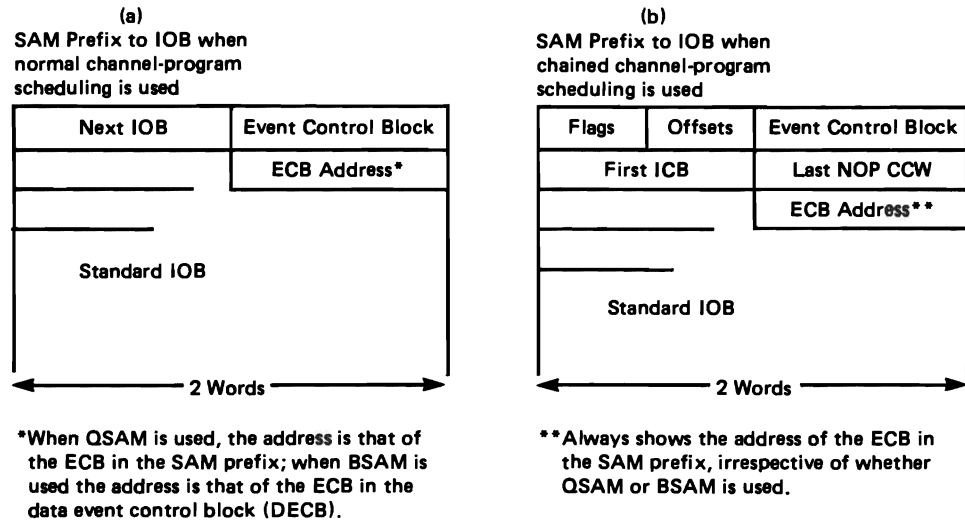 (a)
SAM Prefix to IOB when
normal channel-program
scheduling is used
Next IOB
Event Control Block
ECB Address*
Standard IOB
2 Words
*When QSAM is used, the address is that of
the ECB in the SAM prefix; when BSAM is
used the address is that of the ECB in the
data event control block (DECB).
(b)
SAM Prefix to IOB when
chained channel-program
scheduling is used
Flags
Offsets
Event Control Block
First ICB
Last NOP CCW
ECB Address**
Standard IOB
2 Words
**Always shows the address of the ECB in
the SAM prefix, irrespective of whether
QSAM or BSAM is used.